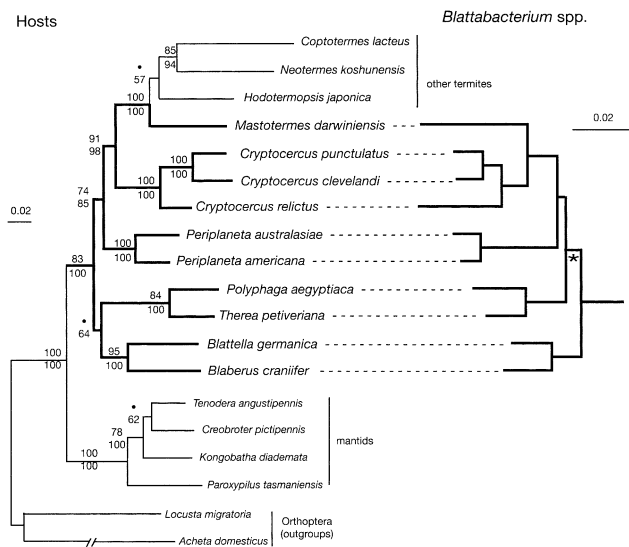 Hosts
Blattabacterium spp.
Coptotermes lacteus
85
94
•
57
Neotermes koshunensis
other termites
Hodotermopsis japonica
100
100
0.02
Mastotermes darwiniensis
91
98
Cryptocercus punctulatus
100
100
Cryptocercus clevelandi
100
100
74
85
Cryptocercus relictus
0.02
Periplaneta australasiae
100
100
Periplaneta americana
83
100
*
Polyphaga aegyptiaca
84
100
Therea petiveriana
•
64
Blattella germanica
95
100
100
100
Blaberus craniifer
Tenodera angustipennis
•
62
Creobroter pictipennis
78
100
mantids
Kongobatha diademata
100
100
Paroxypilus tasmaniensis
Locusta migratoria
Orthoptera
(outgroups)
Acheta domesticus